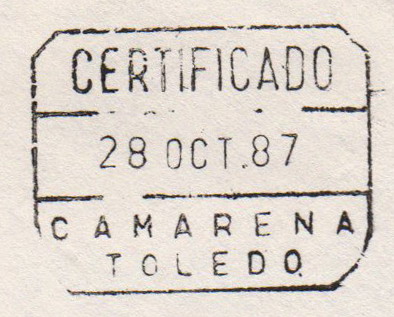 CERTIFICADO
28 OCT.87
CAMARENA
TOLEDO